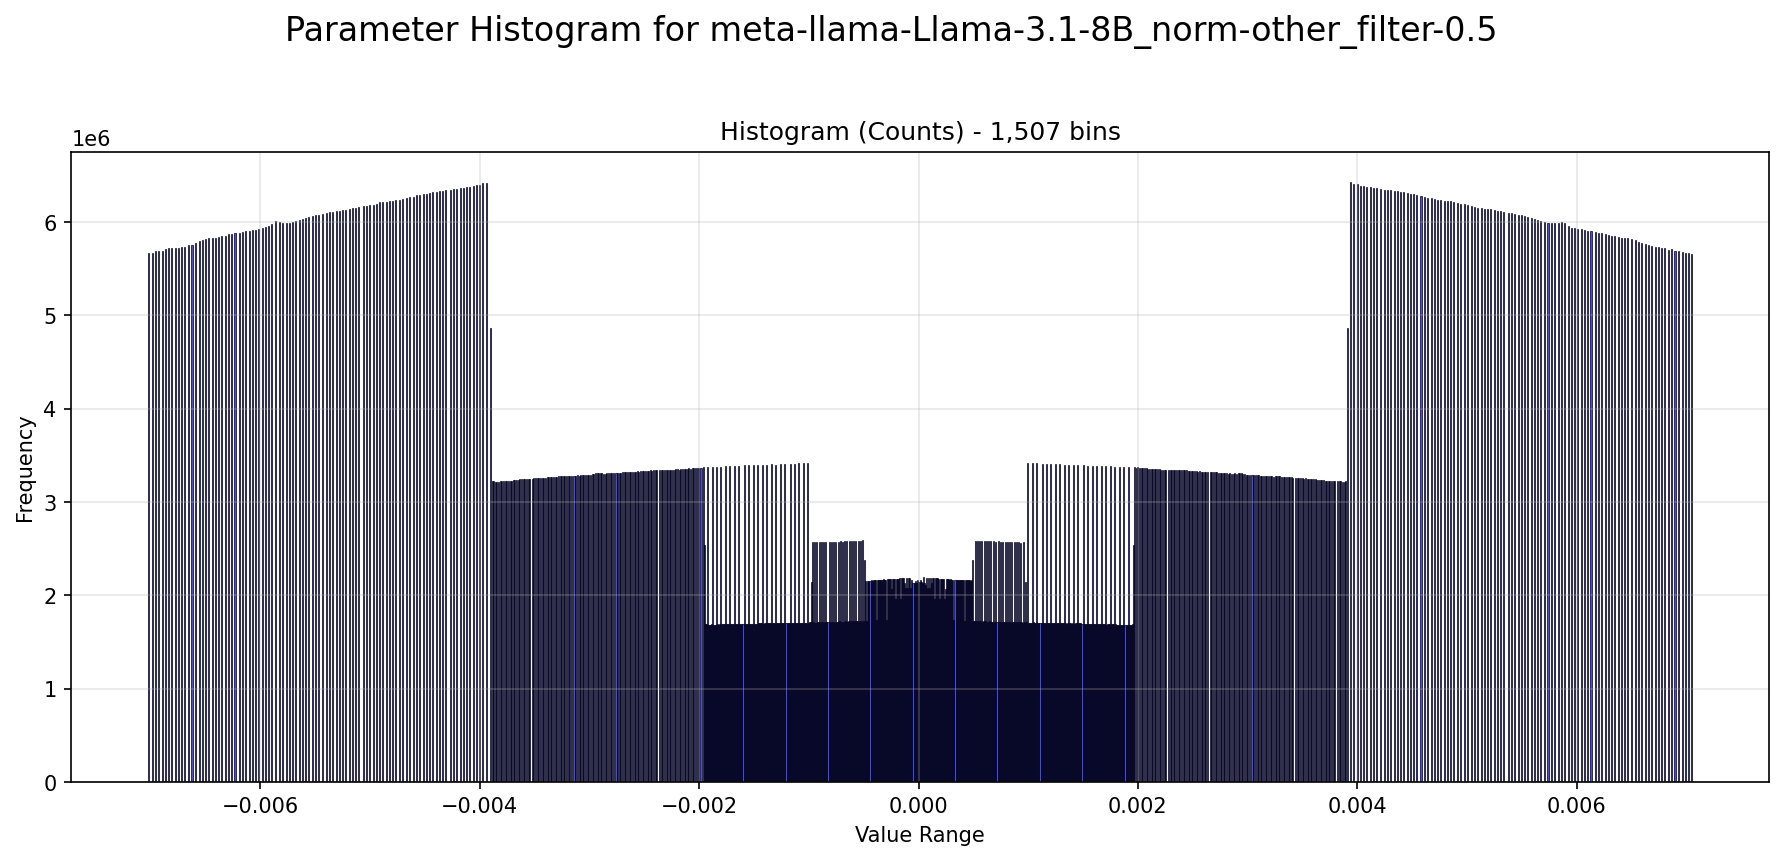 Parameter Histogram for meta-llama-Llama-3.1-8B_norm-other_filter-0.5
Histogram (Counts) - 1,507 bins
1e6
6
5
4
3
2
1
0
Frequency
−0.006 −0.004 −0.002 0.000 0.002 0.004 0.006
Value Range